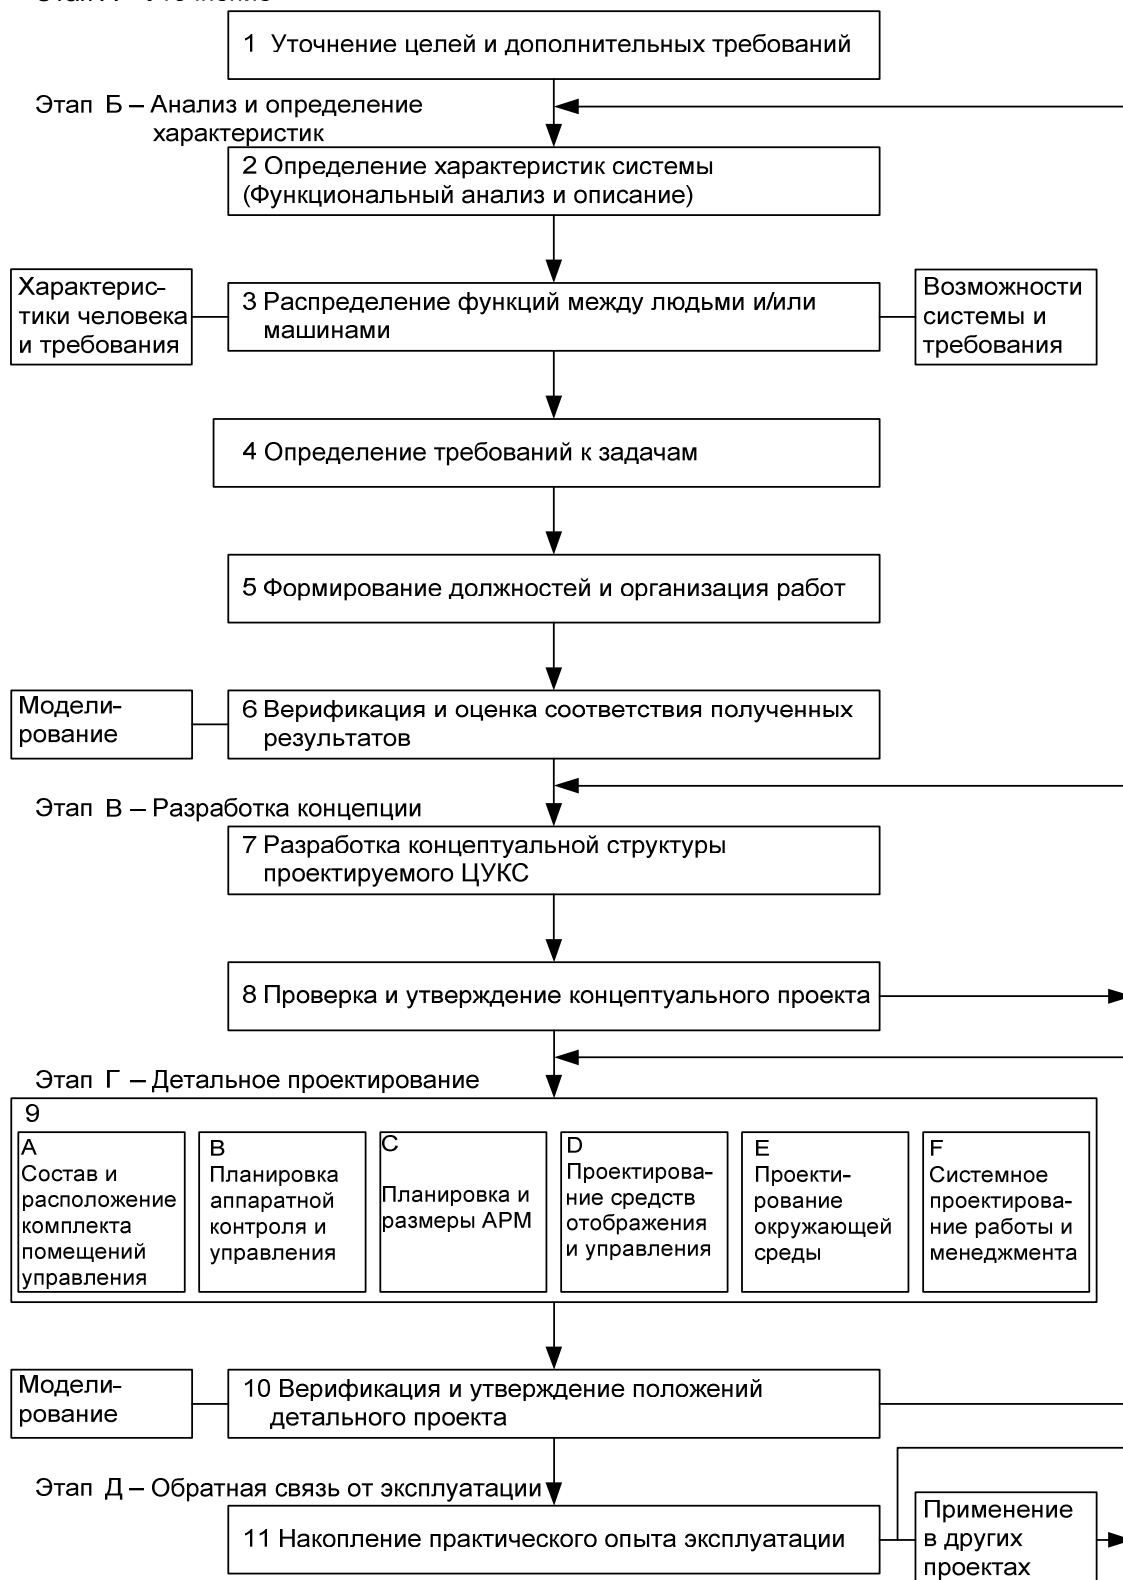 1 Уточнение целей и дополнительных требований
Этап Б – Анализ и определение
характеристик
2 Определение характеристик системы
(Функциональный анализ и описание)
Характерис-
тики человека
и требования
3 Распределение функций между людьми и/или
машинами
Возможности
системы и
требования
4 Определение требований к задачам
5 Формирование должностей и организация работ
Модели-
рование
6 Верификация и оценка соответствия полученных
результатов
Этап В – Разработка концепции
7 Разработка концептуальной структуры
проектируемого ЦУКС
8 Проверка и утверждение концептуального проекта
Этап Г – Детальное проектирование
9
A
Состав и
расположение
комплекта
помещений
управления
B
Планировка
аппаратной
контроля и
управления
C
Планировка и
размеры АРМ
D
Проектирова-
ние средств
отображения
и управления
E
Проекти-
рование
окружающей
среды
F
Системное
проектирова-
ние работы и
менеджмента
Модели-
рование
10 Верификация и утверждение положений
детального проекта
Этап Д – Обратная связь от эксплуатации
11 Накопление практического опыта эксплуатации
Применение
в других
проектах